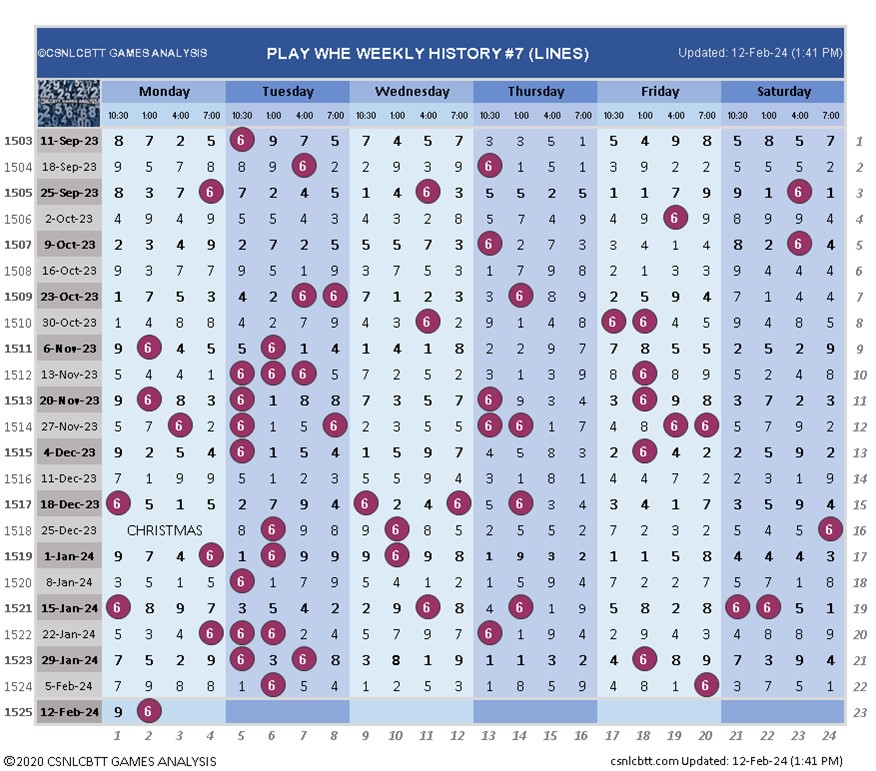 ©CSNLCBTT GAMES ANALYSIS PLAY WHE WEEKLY HISTORY #7 (LINES) Updated: 12-Feb-24 (1:41 PM)
Monday Tuesday Wednesday Thursday Friday Saturday
CSNLCBTT GAMES ANALYSIS
10:30 1:00 4:00 7:00 10:30 1:00 4:00 7:00 10:30 1:00 4:00 7:00 10:30 1:00 4:00 7:00 10:30 1:00 4:00 7:00 10:30 1:00 4:00 7:00
1503 11-Sep-23 8 7 2 5 6 9 7 5 7 4 5 7 3 3 5 1 5 4 9 8 5 8 5 7 1
1504 18-Sep-23 9 5 7 8 8 9 6 2 2 9 3 9 6 1 5 1 3 9 2 2 5 5 5 2 2
1505 25-Sep-23 8 3 7 6 7 2 4 5 1 4 6 3 5 5 2 5 1 1 7 9 9 1 6 1 3
1506 2-Oct-23 4 9 4 9 5 5 4 3 4 3 2 8 5 7 4 9 4 9 6 9 8 9 9 4 4
1507 9-Oct-23 2 3 4 9 2 7 2 5 5 5 7 3 6 2 7 3 3 4 1 4 8 2 6 4 5
1508 16-Oct-23 9 3 7 7 9 5 1 9 3 7 5 3 1 7 9 8 2 1 3 3 9 4 4 4 6
1509 23-Oct-23 1 7 5 3 4 2 6 6 7 1 2 3 3 6 8 9 2 5 9 4 7 1 4 4 7
1510 30-Oct-23 1 4 8 8 4 2 7 9 4 3 6 2 9 1 4 8 6 6 4 5 9 4 8 5 8
1511 6-Nov-23 9 6 4 5 5 6 1 4 1 4 1 8 2 2 9 7 7 8 5 5 2 5 2 9 9
1512 13-Nov-23 5 4 4 1 6 6 6 5 7 2 5 2 3 1 3 9 8 6 8 9 5 2 4 8 10
1513 20-Nov-23 9 6 8 3 6 1 8 8 7 3 5 7 6 9 3 4 3 6 9 8 3 7 2 3 11
1514 27-Nov-23 5 7 6 2 6 1 5 6 2 3 5 5 6 6 1 7 4 8 6 6 5 7 9 2 12
1515 4-Dec-23 9 2 5 4 6 1 5 4 1 5 9 7 4 5 8 3 2 6 4 2 2 5 9 2 13
1516 11-Dec-23 7 1 9 9 5 1 2 3 5 5 9 4 3 1 8 1 4 4 7 2 2 3 1 9 14
1517 18-Dec-23 6 5 1 5 2 7 9 4 6 2 4 6 5 6 5 4 3 4 1 7 3 5 9 4 15
1518 25-Dec-23 CHRISTMAS 8 6 9 8 9 6 8 5 2 5 5 2 7 2 3 2 5 4 5 6 16
1519 1-Jan-24 9 7 4 6 1 6 9 9 9 6 9 8 1 9 3 2 1 1 5 8 4 4 4 3 17
1520 8-Jan-24 3 5 1 5 6 1 7 9 5 4 1 2 1 5 9 4 7 2 2 7 5 7 1 8 18
1521 15-Jan-24 6 8 9 7 3 5 4 2 2 9 6 8 4 6 1 9 5 8 2 8 6 6 5 1 19
1522 22-Jan-24 5 3 4 6 6 6 2 4 5 7 9 7 6 1 9 4 2 9 4 3 4 8 8 9 20
1523 29-Jan-24 7 5 2 9 6 3 6 8 3 8 1 9 1 1 3 2 4 6 8 9 7 3 9 4 21
1524 5-Feb-24 7 9 8 8 1 6 5 4 1 2 5 3 1 8 5 9 4 8 1 6 3 7 5 1 22
1525 12-Feb-24 9 6 23
1 2 3 4 5 6 7 8 9 10 11 12 13 14 15 16 17 18 19 20 21 22 23 24
©2020 CSNLCBTT GAMES ANALYSIS csnlcbtt.com Updated: 12-Feb-24 (1:41 PM)